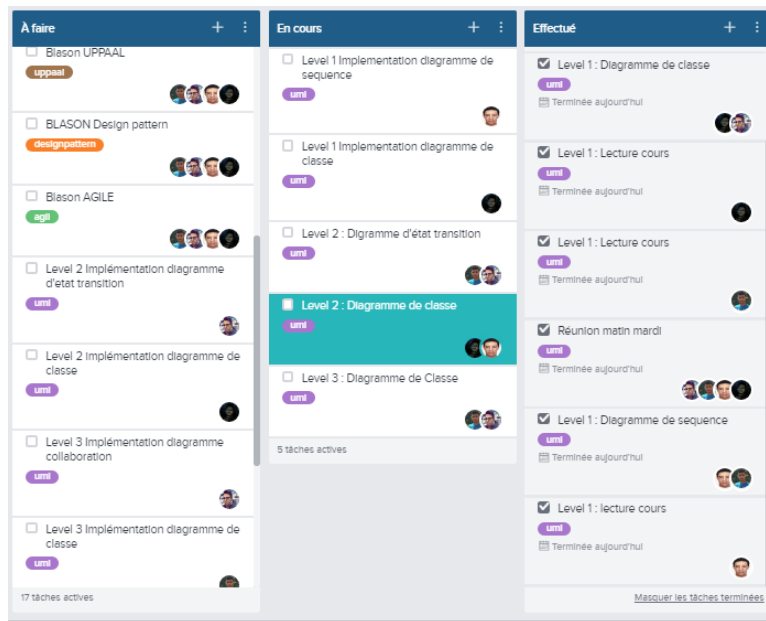 À faire
Blason UPPAAL
uppaal
BLASON Design pattern
designpattern
Blason AGILE
agil
Level 2 Implémentation diagramme
d'etat transition
uml
Level 2 implémentation diagramme de
classe
uml
Level 3 Implémentation diagramme
collaboration
uml
Level 3 Implémentation diagramme de
classe
uml
17 tâches actives
En cours
Level 1 Implementation diagramme de
sequence
uml
Level 1 Implementation diagramme de
classe
uml
Level 2 : Digramme d'état transition
uml
Level 2 : Diagramme de classe
uml
Level 3 : Diagramme de Classe
uml
5 tâches actives
Effectué
Level 1 : Diagramme de classe
uml
Terminée aujourd'hui
Level 1 : Lecture cours
uml
Terminée aujourd'hui
Level 1 : Lecture cours
uml
Terminée aujourd'hui
Réunion matin mardi
uml
Terminée aujourd'hui
Level 1 : Diagramme de sequence
uml
Terminée aujourd'hui
Level 1 : lecture cours
uml
Terminée aujourd'hui
Masquer les tâches terminées